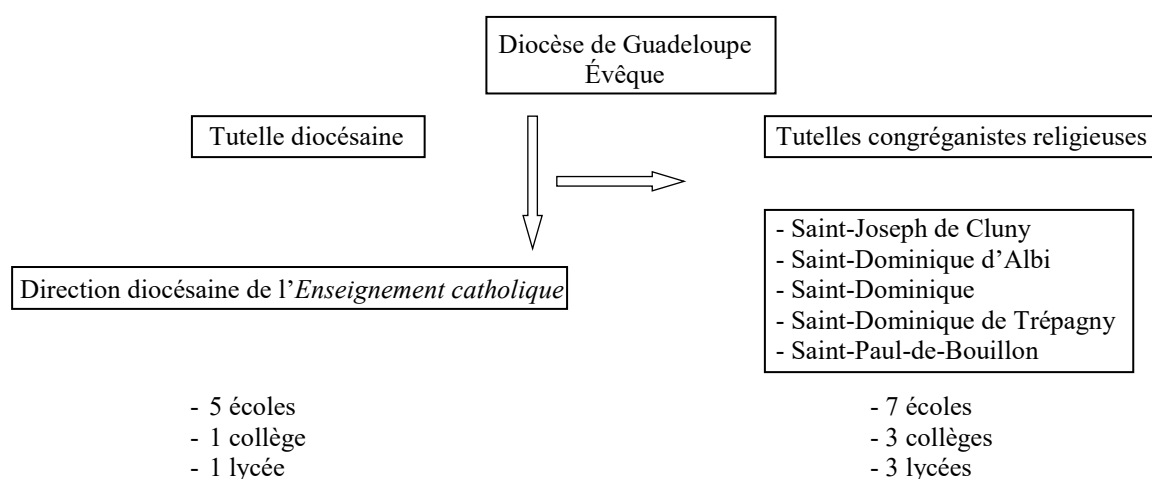 Diocèse de Guadeloupe
Évêque
Tutelle diocésaine
Tutelles congréganistes religieuses
- Saint-Joseph de Cluny
- Saint-Dominique d’Albi
- Saint-Dominique
- Saint-Dominique de Trépagny
- Saint-Paul-de-Bouillon
Direction diocésaine de l’Enseignement catholique
- 5 écoles
- 1 collège
- 1 lycée
- 7 écoles
- 3 collèges
- 3 lycées